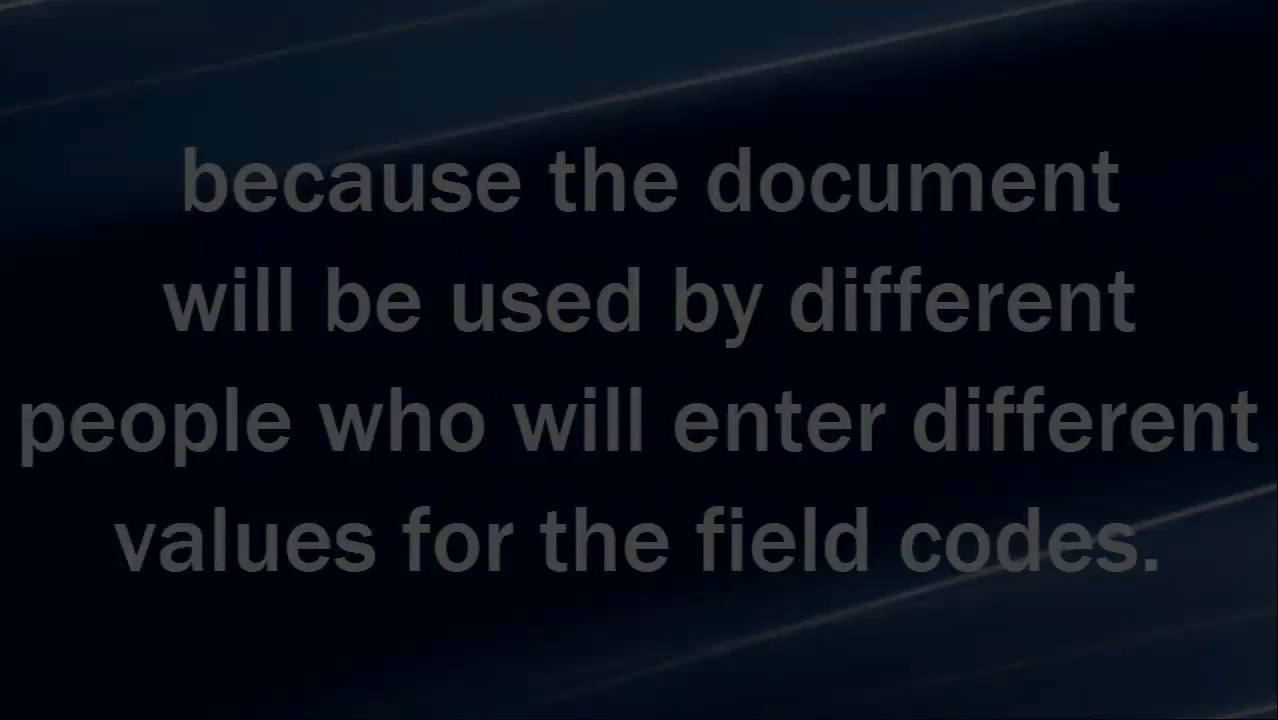 because the document
will be used by different
people who will enter different
values for the field codes.